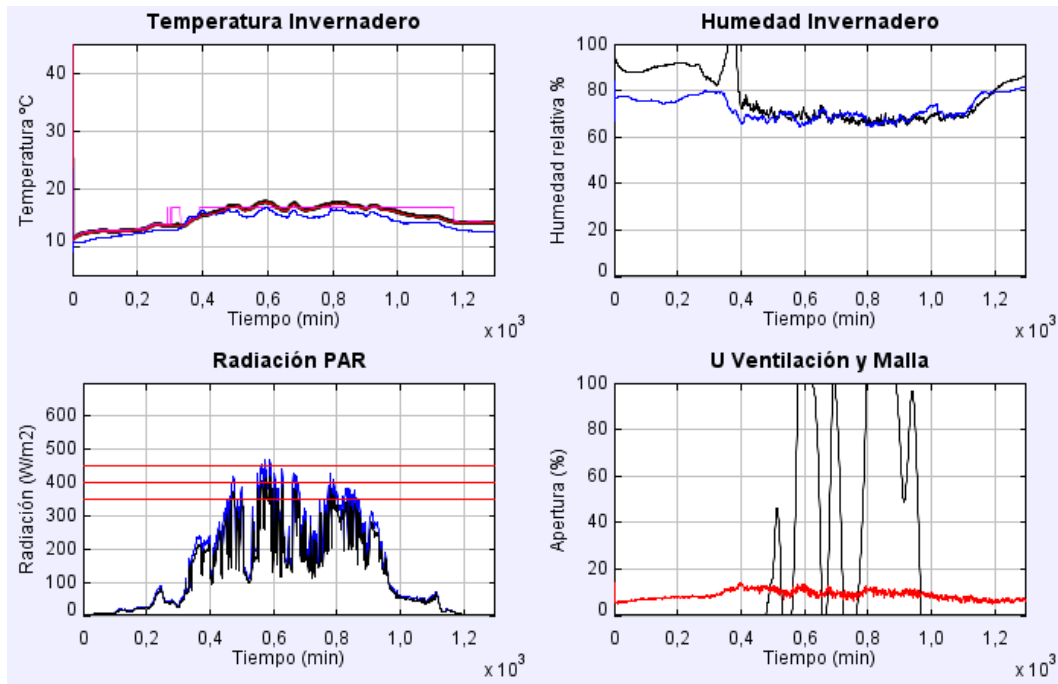 Temperatura Invernadero
Temperatura ºC
40
30
20
10
0 0,2 0,4 0,6 0,8 1,0 1,2
Tiempo (min)
x 10³
Humedad Invernadero
Humedad relativa %
100
80
60
40
20
0
0 0,2 0,4 0,6 0,8 1,0 1,2
Tiempo (min)
x 10³
Radiación PAR
Radiación (W/m2)
600
500
400
300
200
100
0
0 0,2 0,4 0,6 0,8 1,0 1,2
Tiempo (min)
x 10³
U Ventilación y Malla
Apertura (%)
100
80
60
40
20
0
0 0,2 0,4 0,6 0,8 1,0 1,2
Tiempo (min)
x 10³